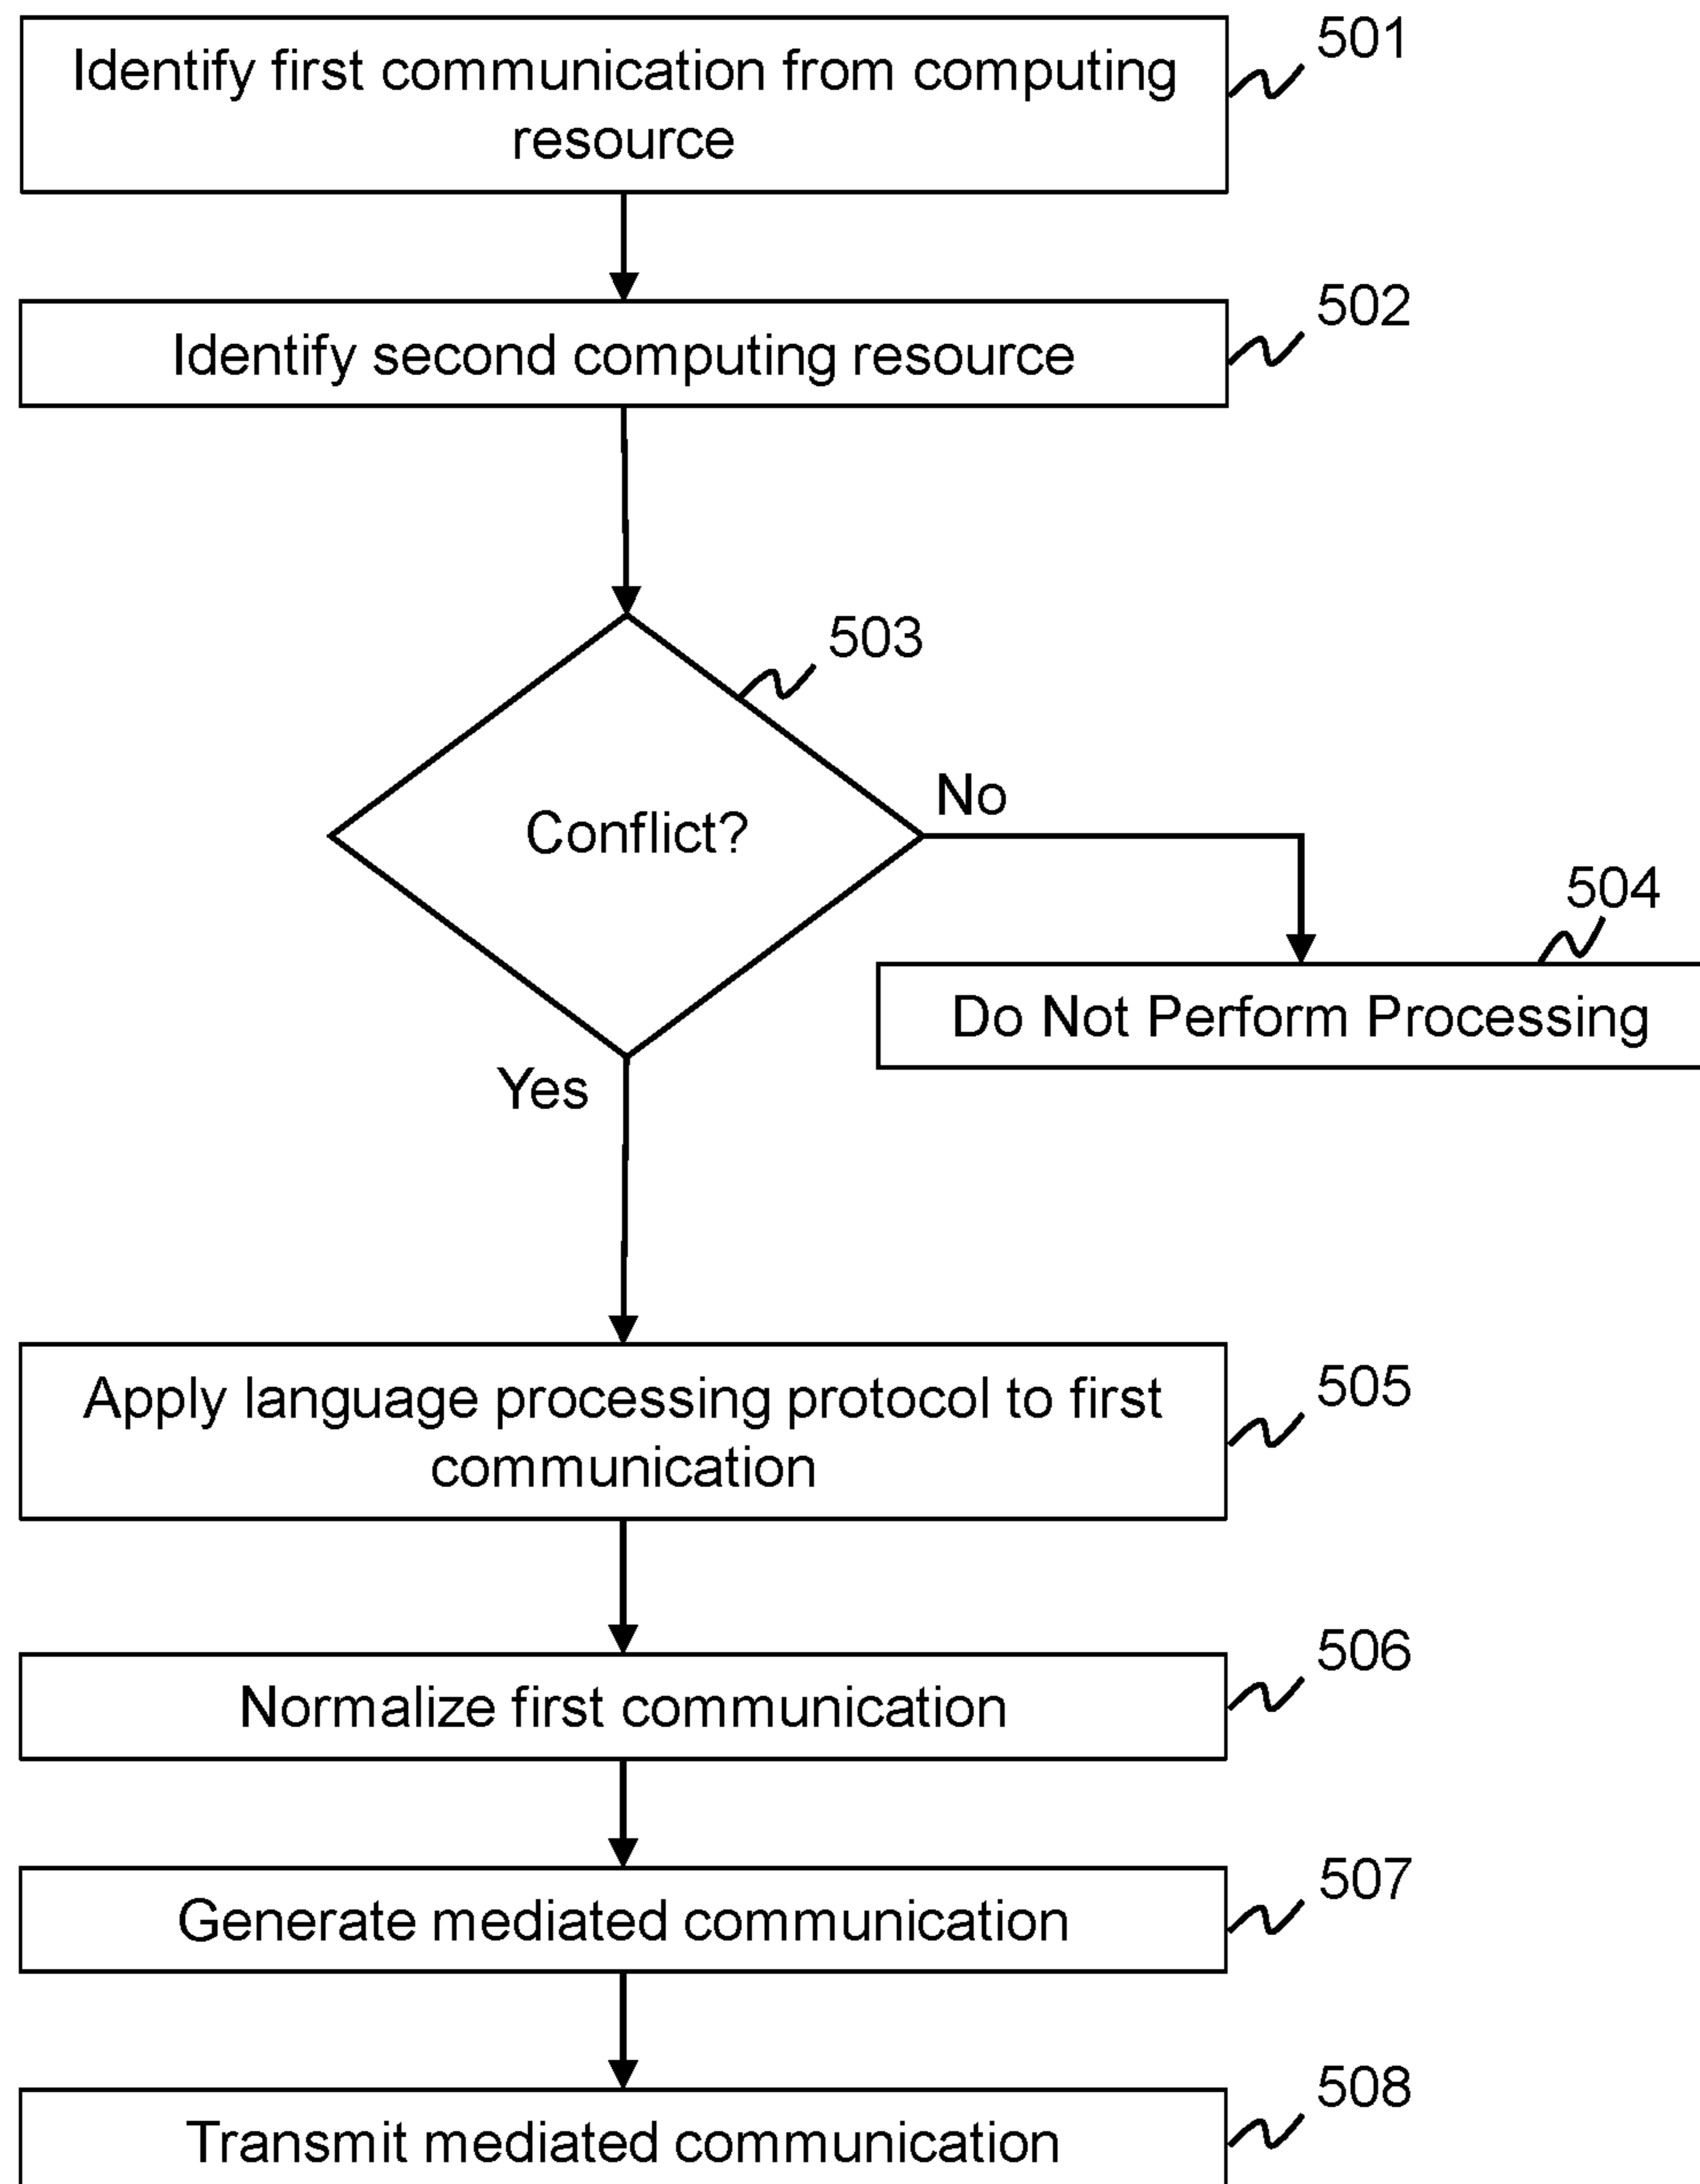 Identify first communication from computing
resource
501
Identify second computing resource
502
503
Conflict?
No
504
Do Not Perform Processing
Yes
Apply language processing protocol to first
communication
505
Normalize first communication
506
Generate mediated communication
507
Transmit mediated communication
508